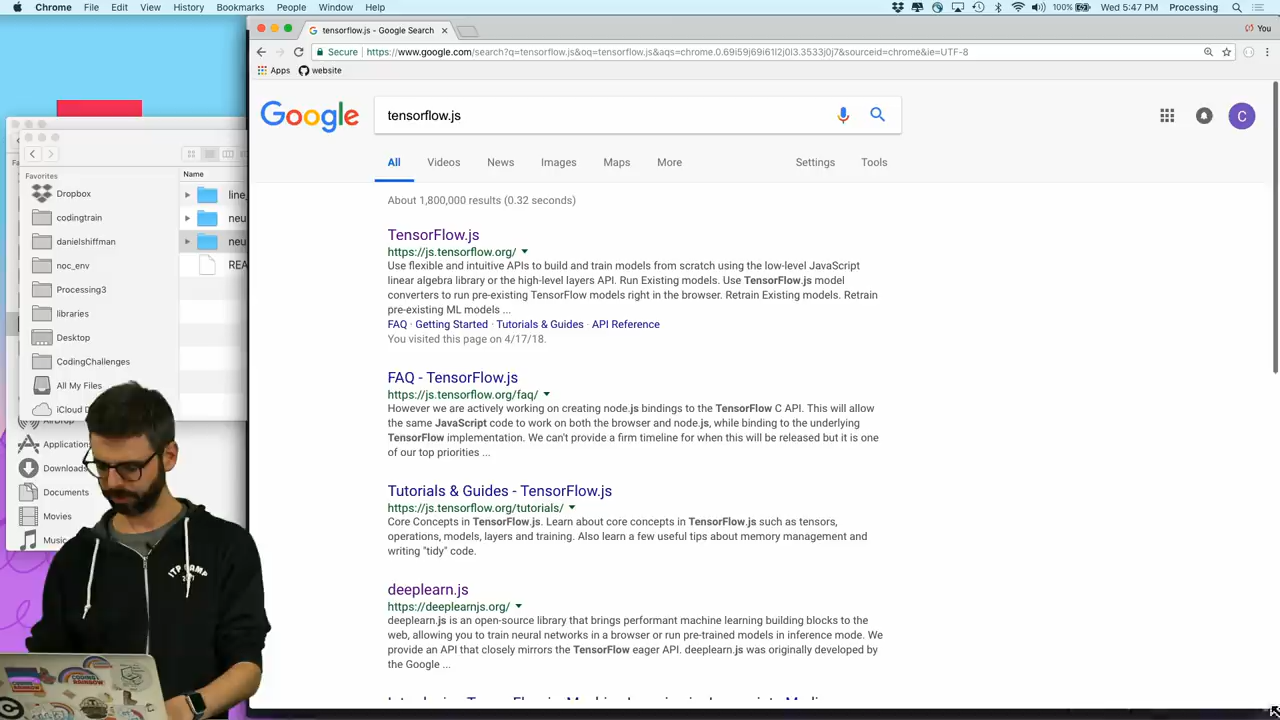 Chrome File Edit View History Bookmarks People Window Help
100% Wed 5:47 PM Processing
tensorflow.js - Google Search
You
Secure https://www.google.com/search?q=tensorflow.js&oq=tensorflow.js&aqs=chrome.0.69i59j69i61l2j0l3.3533j0j7&sourceid=chrome&ie=UTF-8
Apps website
Google
tensorflow.js
C
All Videos News Images Maps More Settings Tools
About 1,800,000 results (0.32 seconds)
TensorFlow.js
https://js.tensorflow.org/
Use flexible and intuitive APIs to build and train models from scratch using the low-level JavaScript
linear algebra library or the high-level layers API. Run Existing models. Use TensorFlow.js model
converters to run pre-existing TensorFlow models right in the browser. Retrain Existing models. Retrain
pre-existing ML models ...
FAQ · Getting Started · Tutorials & Guides · API Reference
You visited this page on 4/17/18.
FAQ - TensorFlow.js
https://js.tensorflow.org/faq/
However we are actively working on creating node.js bindings to the TensorFlow C API. This will allow
the same JavaScript code to work on both the browser and node.js, while binding to the underlying
TensorFlow implementation. We can't provide a firm timeline for when this will be released but it is one
of our top priorities ...
Tutorials & Guides - TensorFlow.js
https://js.tensorflow.org/tutorials/
Core Concepts in TensorFlow.js. Learn about core concepts in TensorFlow.js such as tensors,
operations, models, layers and training. Also learn a few useful tips about memory management and
writing "tidy" code.
deeplearn.js
https://deeplearnjs.org/
deeplearn.js is an open-source library that brings performant machine learning building blocks to the
web, allowing you to train neural networks in a browser or run pre-trained models in inference mode. We
provide an API that closely mirrors the TensorFlow eager API. deeplearn.js was originally developed by
the Google ...
Favorites
Dropbox
codingtrain
danielshiffman
noc_env
Processing3
libraries
Desktop
CodingChallenges
All My Files
iCloud D
AirDrop
Application
Downloads
Documents
Movies
Music
Name
line_
neu
neu
REA
ITP CAMP
CODING
RAINBOW